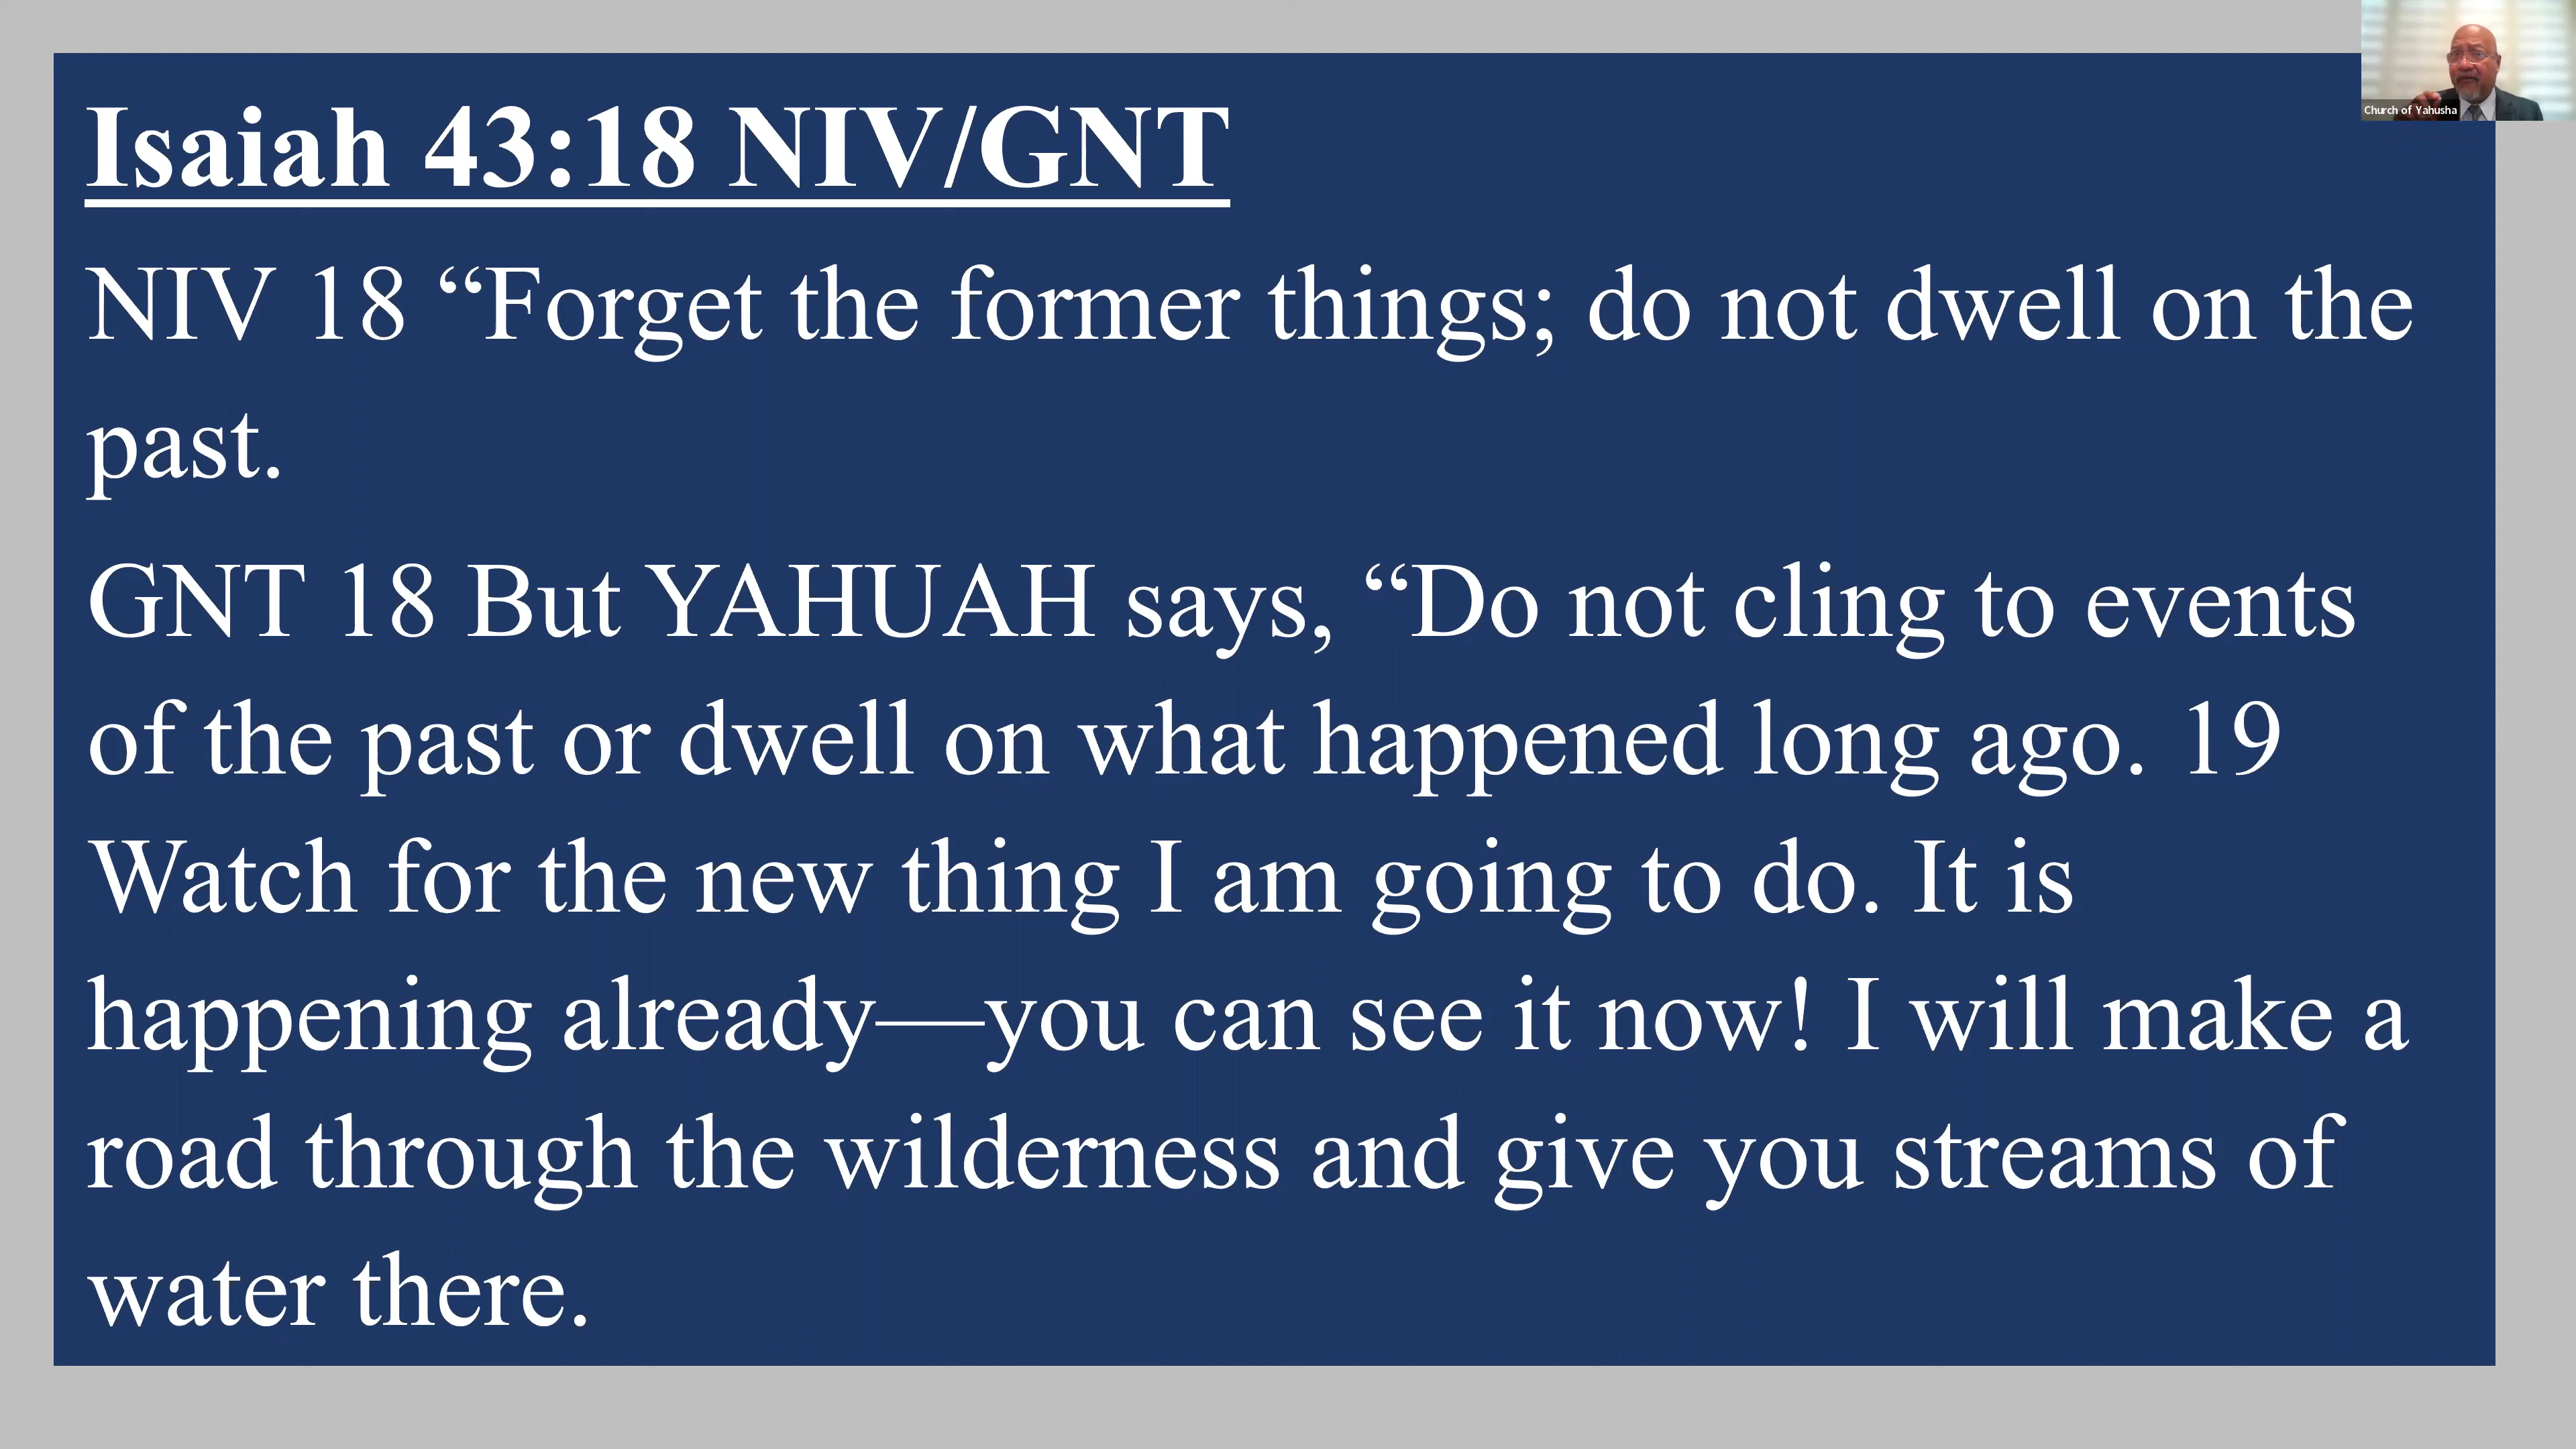 Isaiah 43:18 NIV/GNT
NIV 18 “Forget the former things; do not dwell on the
past.
GNT 18 But YAHUAH says, “Do not cling to events
of the past or dwell on what happened long ago. 19
Watch for the new thing I am going to do. It is
happening already—you can see it now! I will make a
road through the wilderness and give you streams of
water there.
Church of Yahusha